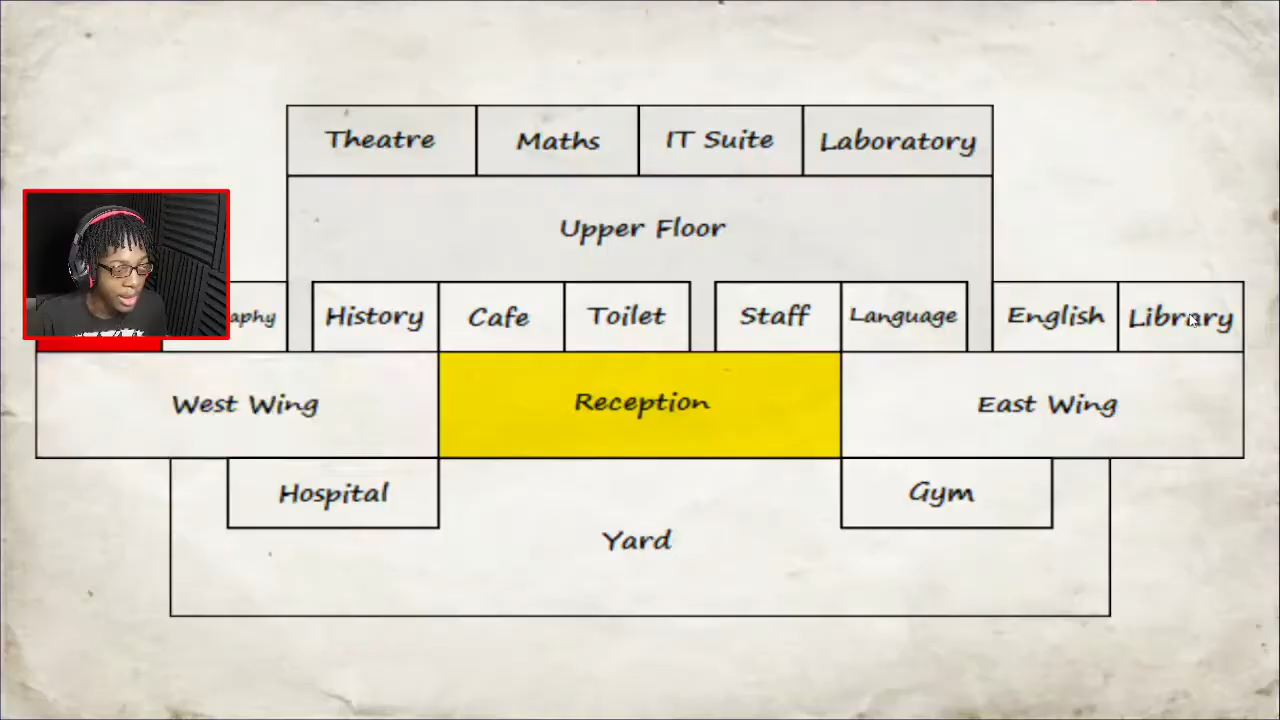 Theatre Maths IT Suite Laboratory
Upper Floor
History Cafe Toilet Staff Language English Library
West Wing Reception East Wing
Hospital Gym
Yard